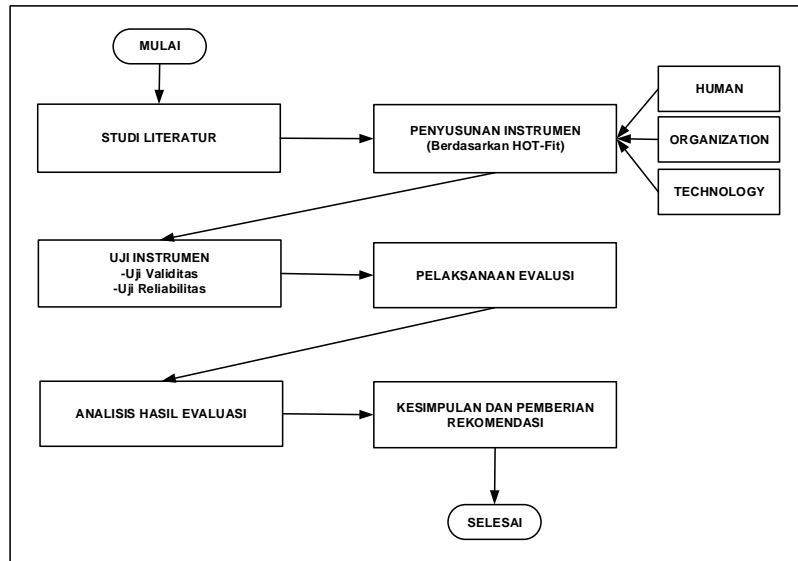 MULAI
STUDI LITERATUR
PENYUSUNAN INSTRUMEN
(Berdasarkan HOT-Fit)
HUMAN
ORGANIZATION
TECHNOLOGY
UJI INSTRUMEN
-Uji Validitas
-Uji Reliabilitas
PELAKSANAAN EVALUSI
ANALISIS HASIL EVALUASI
KESIMPULAN DAN PEMBERIAN
REKOMENDASI
SELESAI